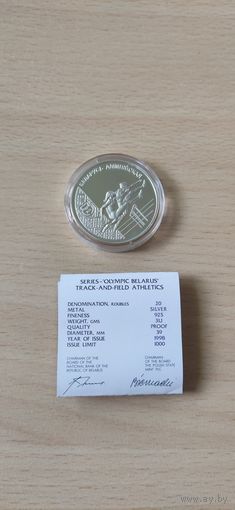 БЕЛАРУСЬ АЛІМПІЙСКАЯ
SERIES-'OLYMPIC BELARUS'
TRACK-AND-FIELD ATHLETICS
DENOMINATION, ROUBLES 20
METAL SILVER
FINENESS 925
WEIGHT, GMS 31,1
QUALITY PROOF
DIAMETER, MM 39
YEAR OF ISSUE 1998
ISSUE LIMIT 1000
CHAIRMAN OF THE
BOARD OF THE
NATIONAL BANK OF THE
REPUBLIC OF BELARUS
CHAIRMAN
OF THE BOARD
THE POLISH STATE
MINT PLC
ay.by